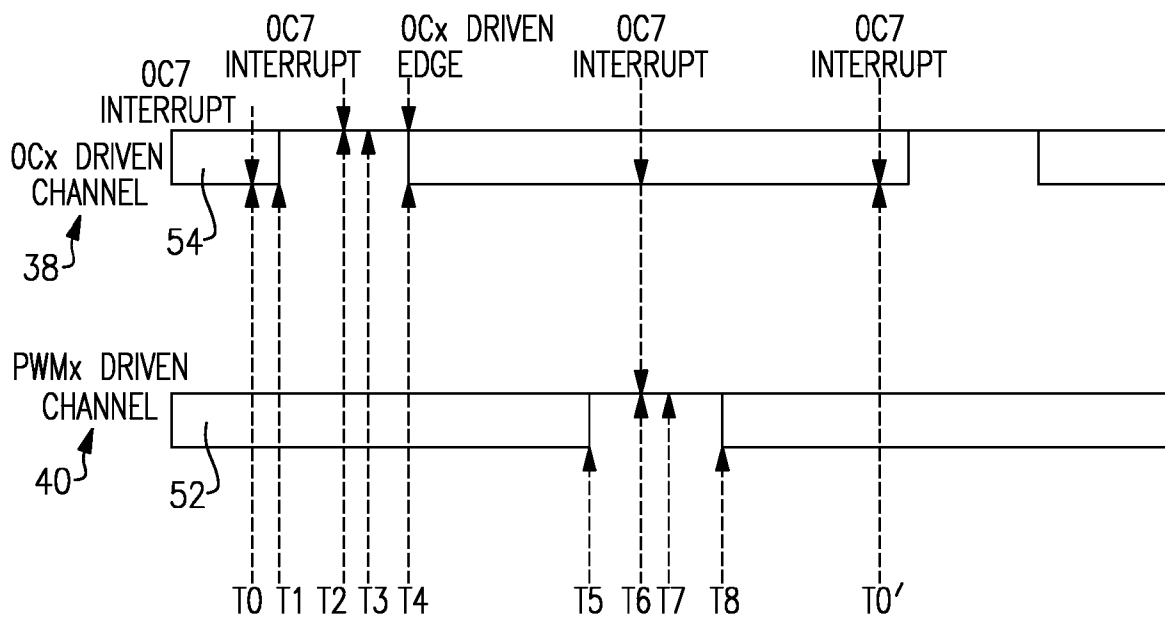 OC7
INTERRUPT
OC7
INTERRUPT
OCx DRIVEN
EDGE
OC7
INTERRUPT
OC7
INTERRUPT
OCx DRIVEN
CHANNEL
38
54
PWMx DRIVEN
CHANNEL
40
52
T0 T1 T2 T3 T4 T5 T6 T7 T8 T0'